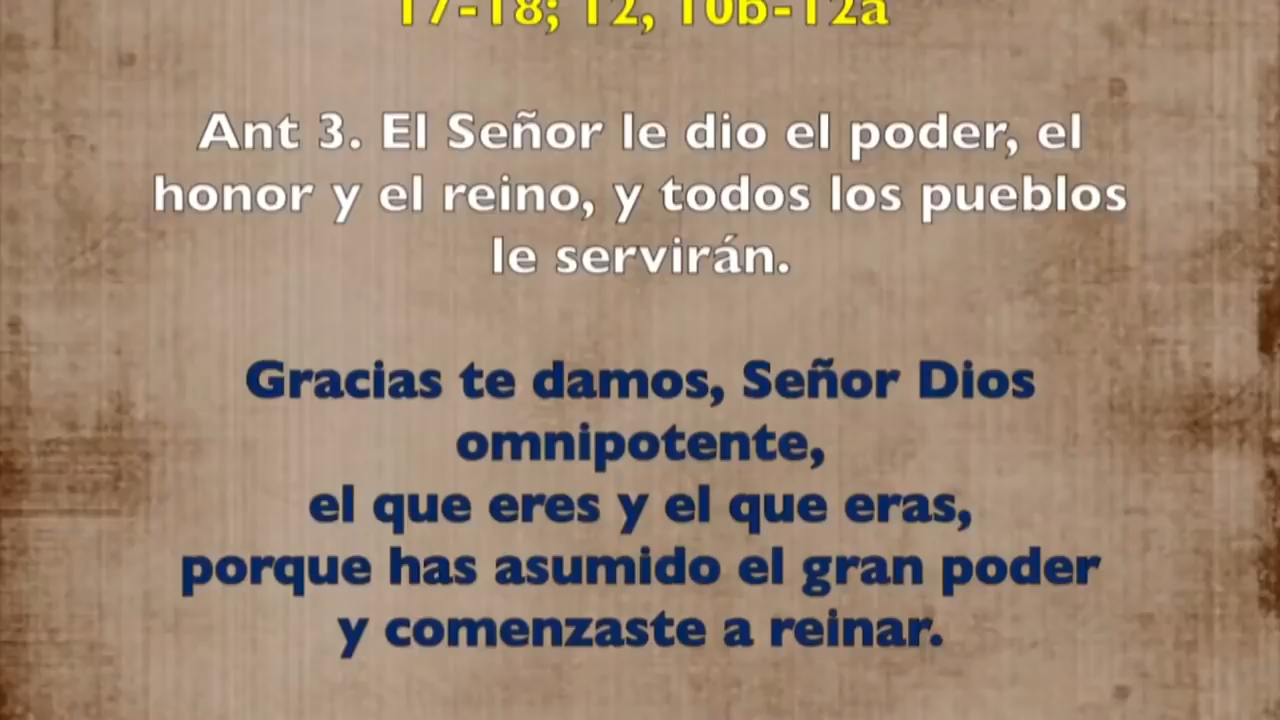 17-18; 12, 10b-12a
Ant 3. El Señor le dio el poder, el
honor y el reino, y todos los pueblos
le servirán.
Gracias te damos, Señor Dios
omnipotente,
el que eres y el que eras,
porque has asumido el gran poder
y comenzaste a reinar.